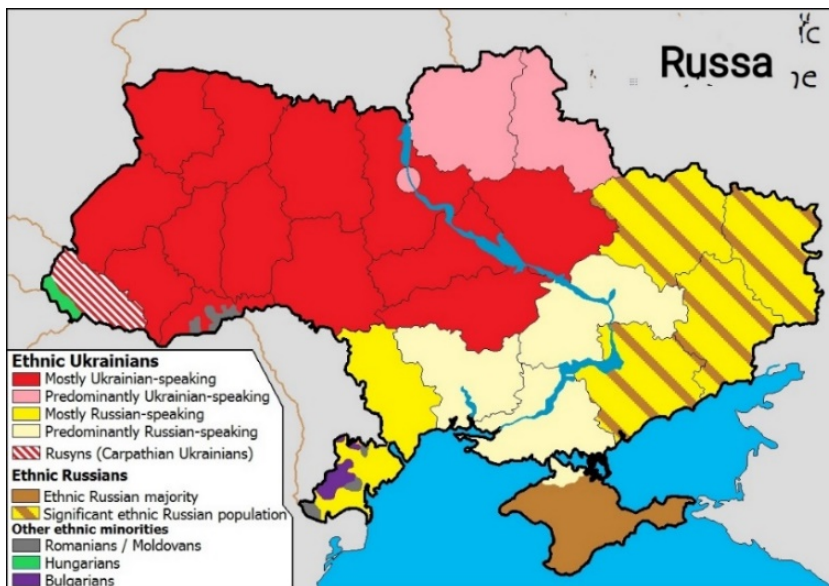 Russa
Ethnic Ukrainians
Mostly Ukrainian-speaking
Predominantly Ukrainian-speaking
Mostly Russian-speaking
Predominantly Russian-speaking
Rusyns (Carpathian Ukrainians)
Ethnic Russians
Ethnic Russian majority
Significant ethnic Russian population
Other ethnic minorities
Romanians / Moldovans
Hungarians
Bulgarians